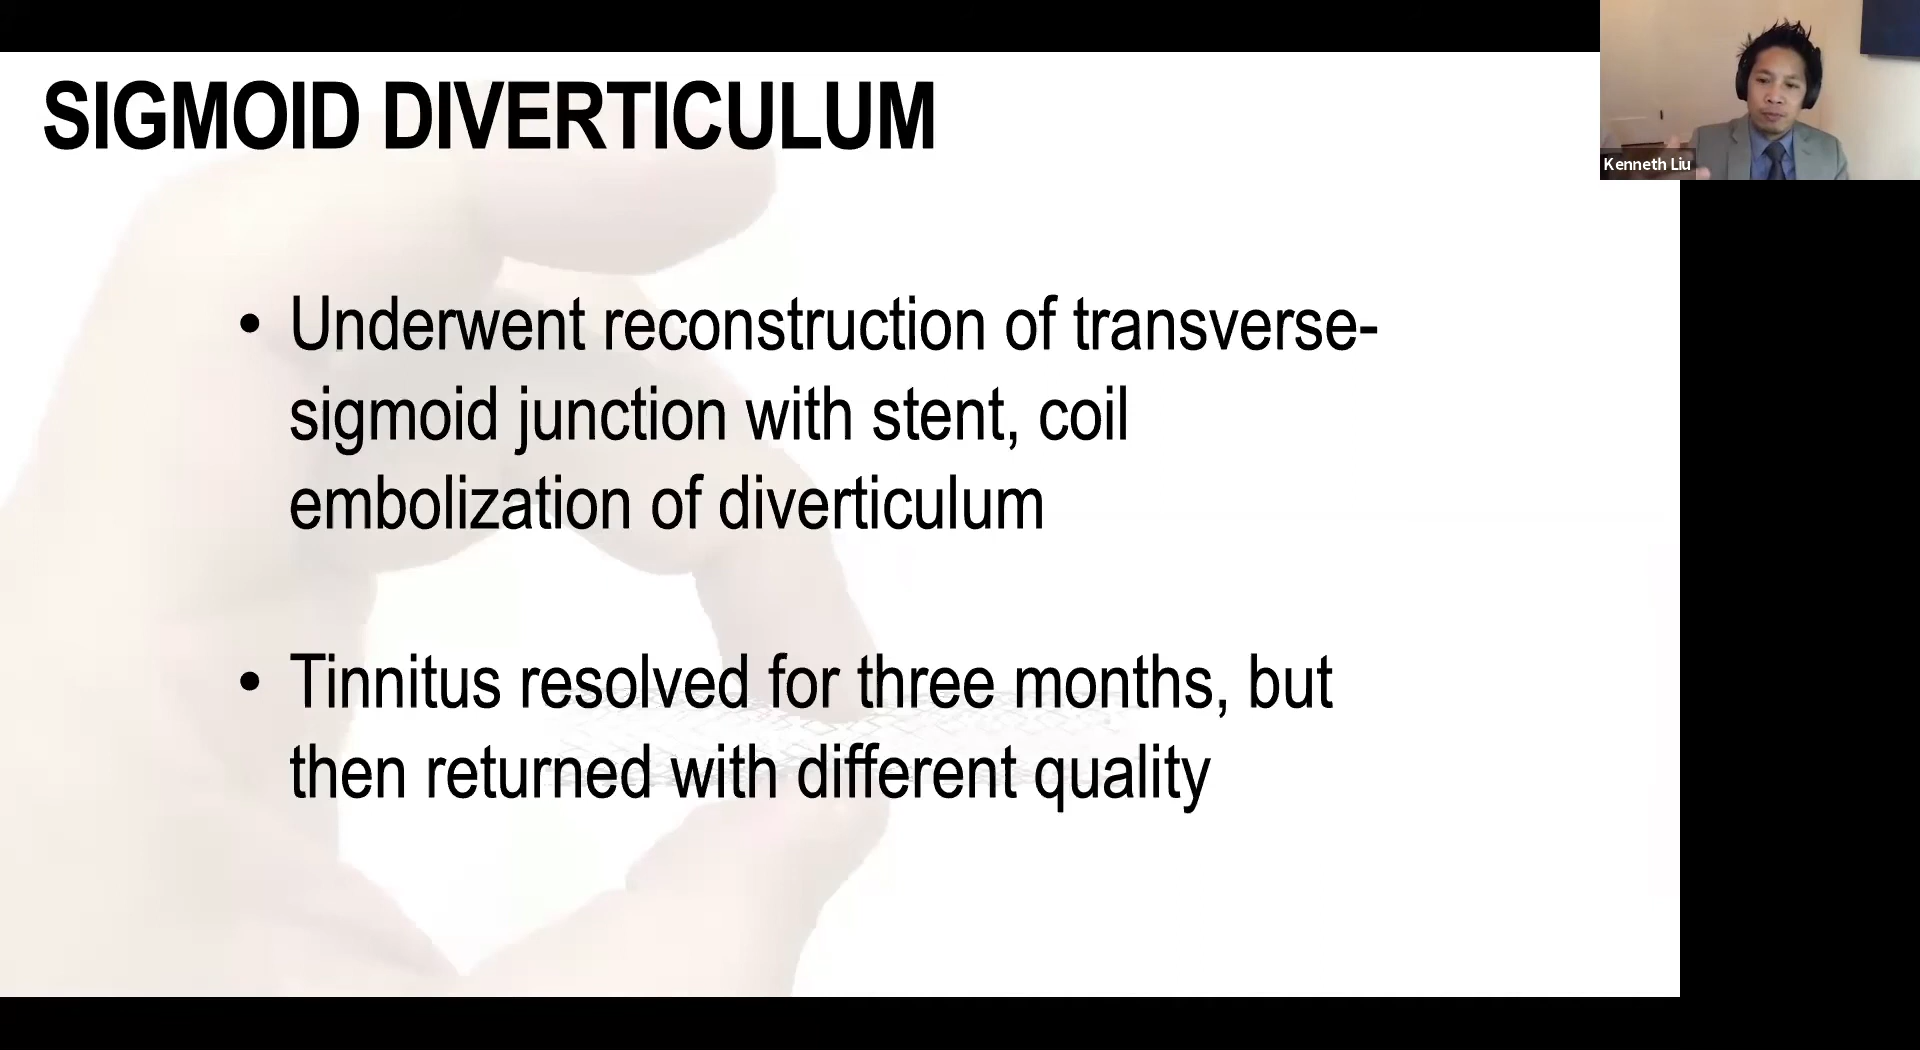 SIGMOID DIVERTICULUM
Kenneth Liu
• Underwent reconstruction of transverse-
sigmoid junction with stent, coil
embolization of diverticulum
• Tinnitus resolved for three months, but
then returned with different quality